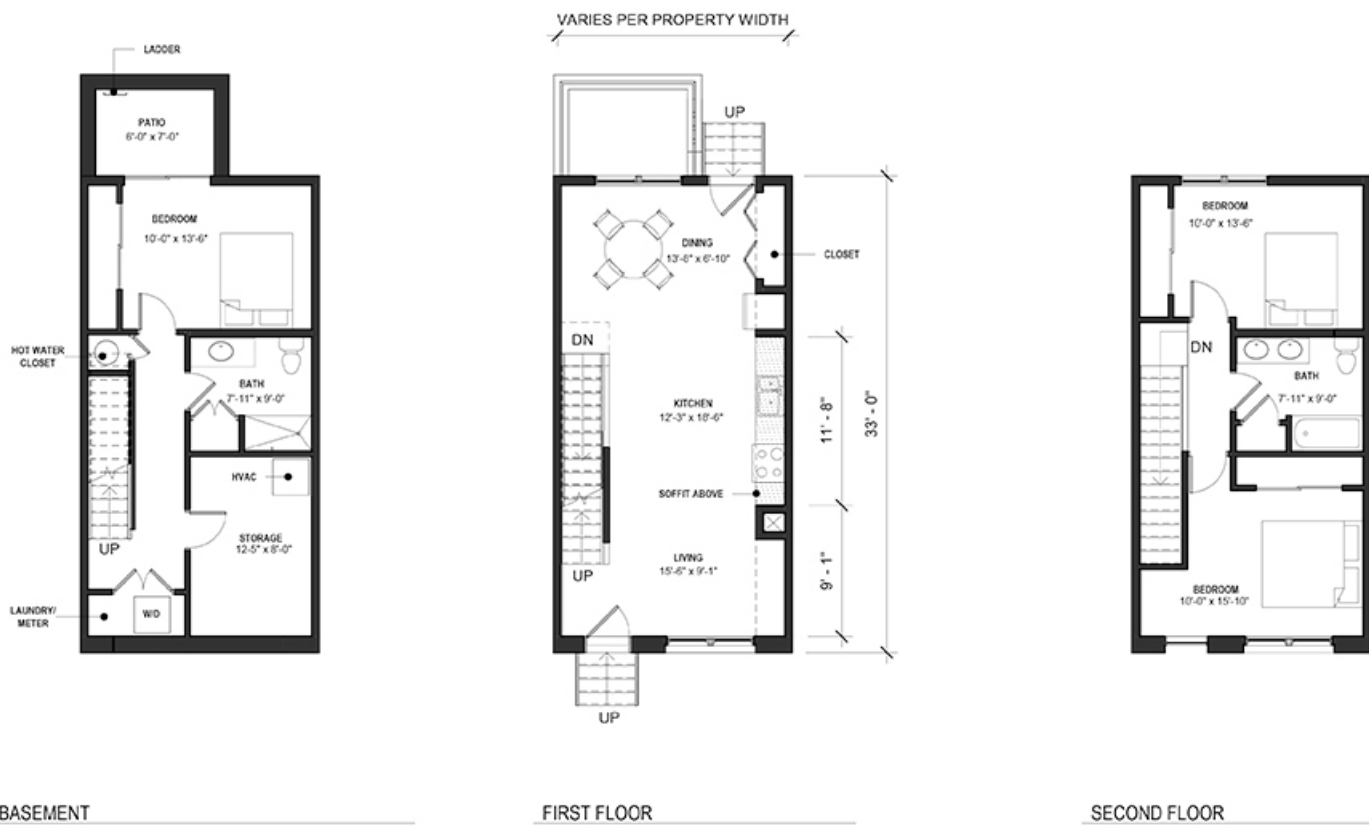 VARIES PER PROPERTY WIDTH
LADDER
PATIO
6'-0" x 7'-0"
BEDROOM
10'-0" x 13'-6"
HOT WATER
CLOSET
BATH
7'-11" x 9'-0"
HVAC
STORAGE
12'-5" x 8'-0"
UP
LAUNDRY/
METER
W/D
BASEMENT
UP
DINING
13'-8" x 6'-10"
CLOSET
DN
KITCHEN
12'-3" x 18'-6"
11' - 8"
33' - 0"
SOFFIT ABOVE
LIVING
15'-6" x 9'-1"
9' - 1"
UP
UP
FIRST FLOOR
BEDROOM
10'-0" x 13'-6"
DN
BATH
7'-11" x 9'-0"
BEDROOM
10'-0" x 15'-10"
SECOND FLOOR